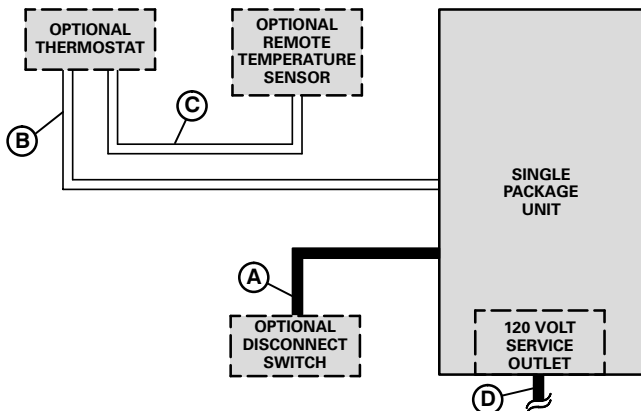 OPTIONAL
THERMOSTAT
OPTIONAL
REMOTE
TEMPERATURE
SENSOR
C
B
SINGLE
PACKAGE
UNIT
A
OPTIONAL
DISCONNECT
SWITCH
120 VOLT
SERVICE
OUTLET
D